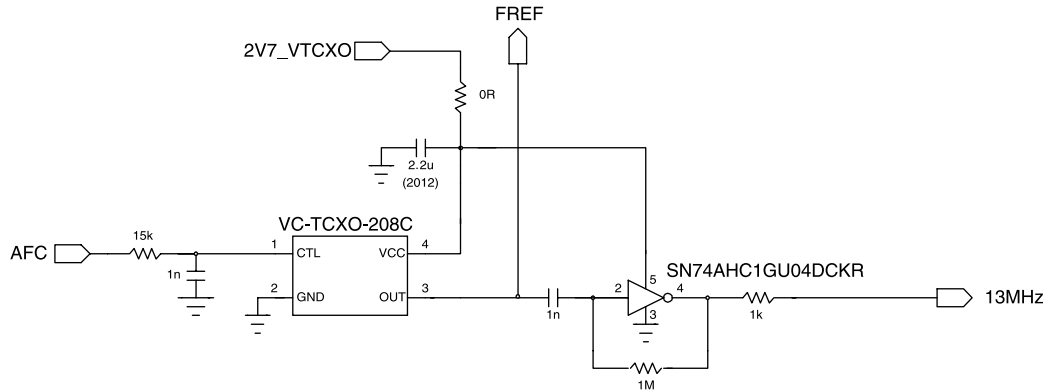 FREF
2V7_VTCXO
0R
2.2u
(2012)
VC-TCXO-208C
AFC
15k
1
CTL
VCC
4
1n
2
GND
OUT
3
SN74AHC1GU04DCKR
5
2
4
3
1n
1k
13MHz
1M